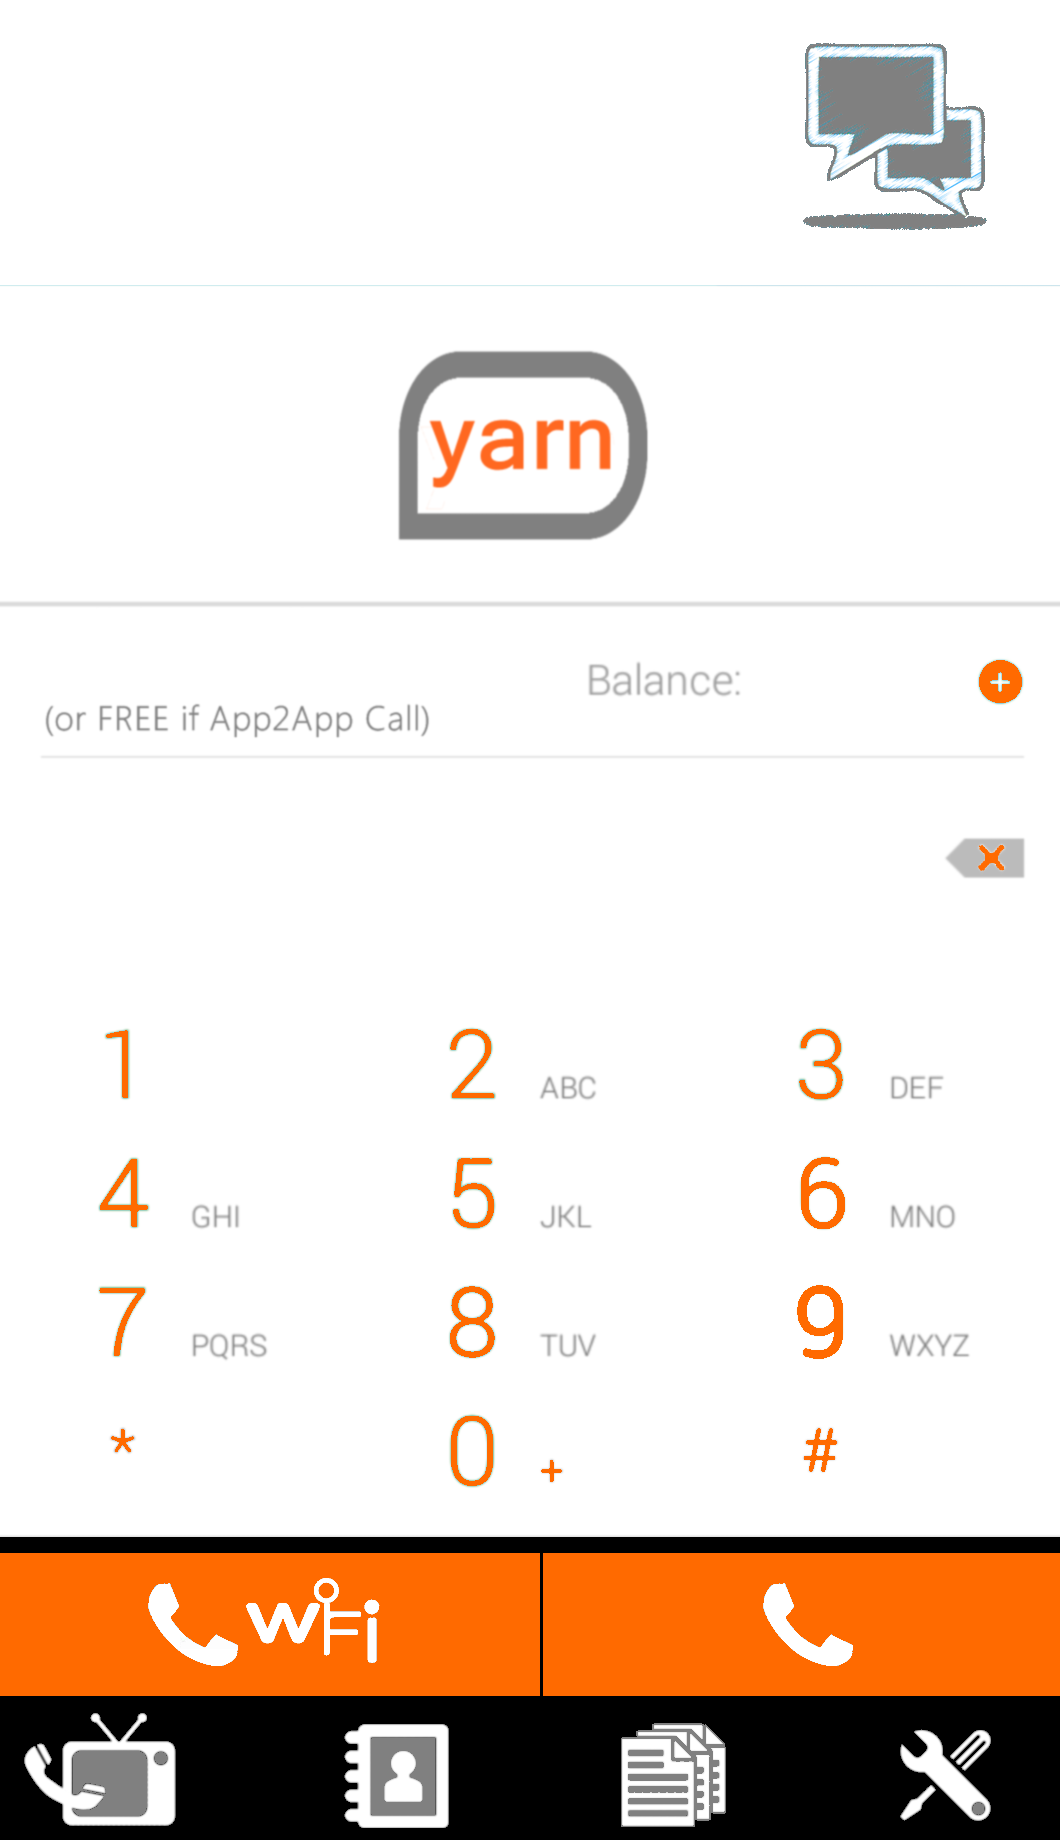 yarn
Balance: +
(or FREE if App2App Call)
1 2 ABC 3 DEF
4 GHI 5 JKL 6 MNO
7 PQRS 8 TUV 9 WXYZ
* 0 + #
WiFi